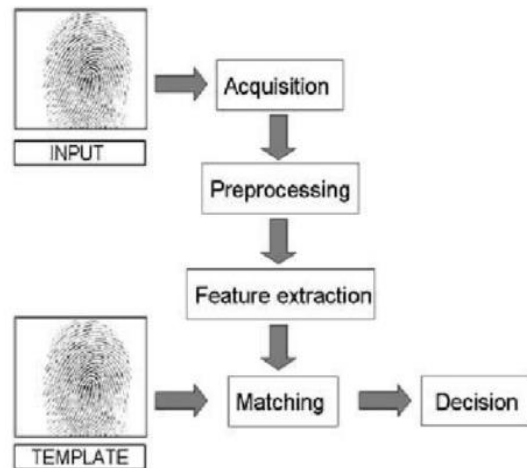 Acquisition
INPUT
Preprocessing
Feature extraction
Matching
Decision
TEMPLATE